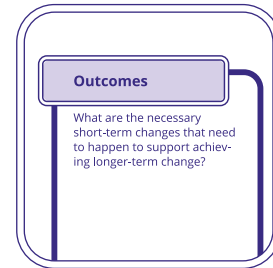 Outcomes
What are the necessary
short-term changes that need
to happen to support achiev-
ing longer-term change?